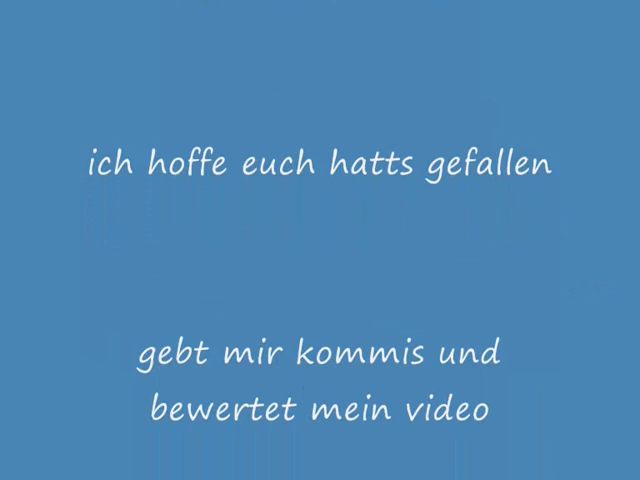 ich hoffe euch hatts gefallen
gebt mir kommis und
bewertet mein video